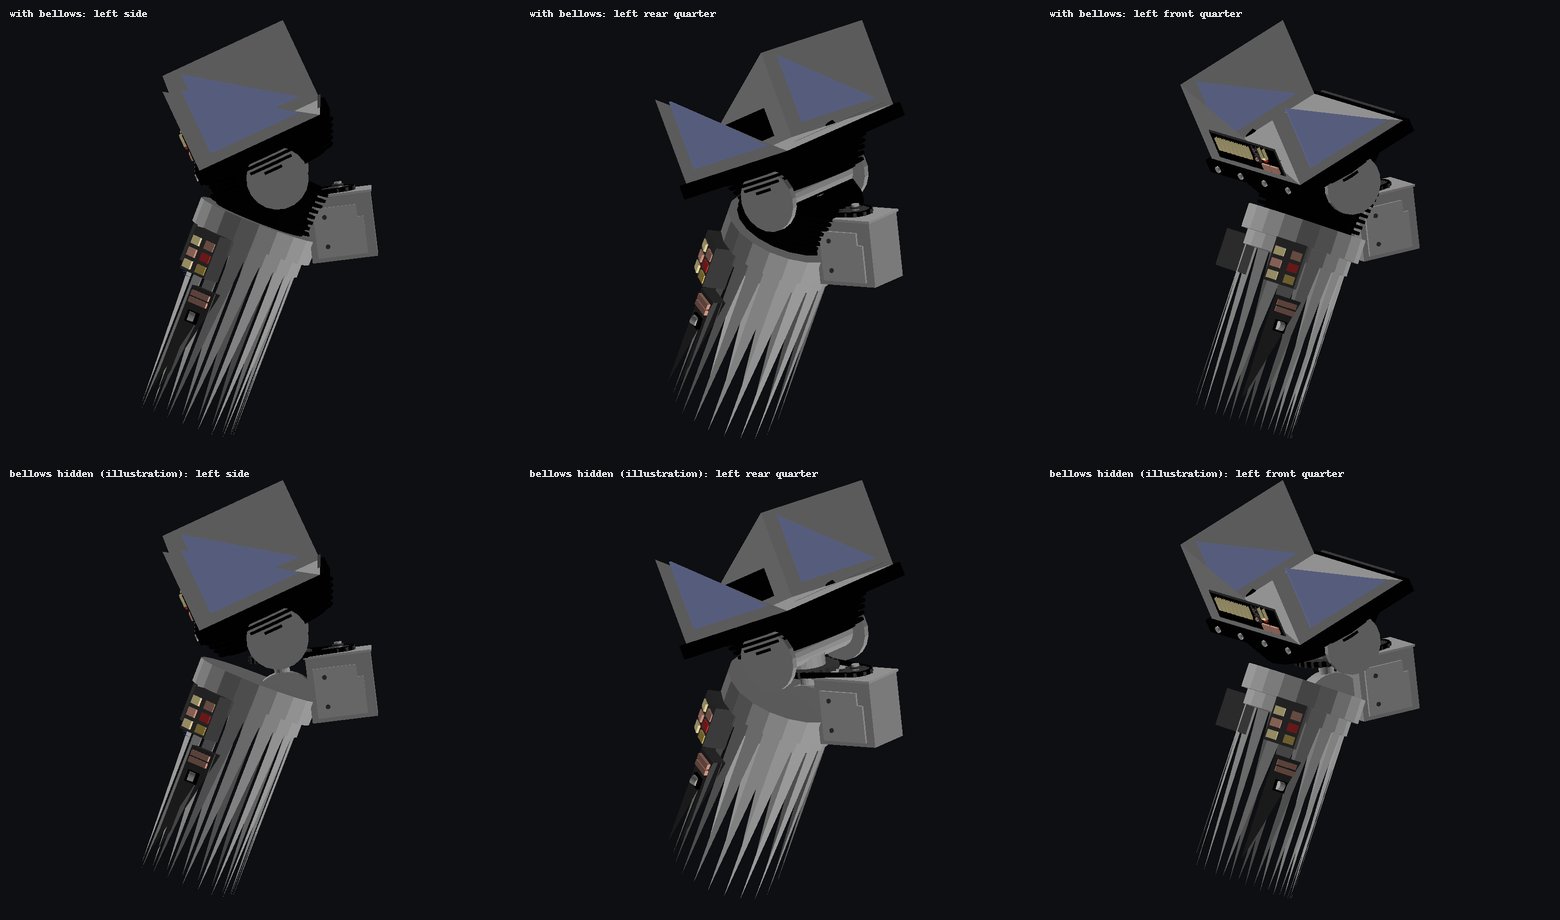 with bellows: left side
with bellows: left rear quarter
with bellows: left front quarter
bellows hidden (illustration): left side
bellows hidden (illustration): left rear quarter
bellows hidden (illustration): left front quarter